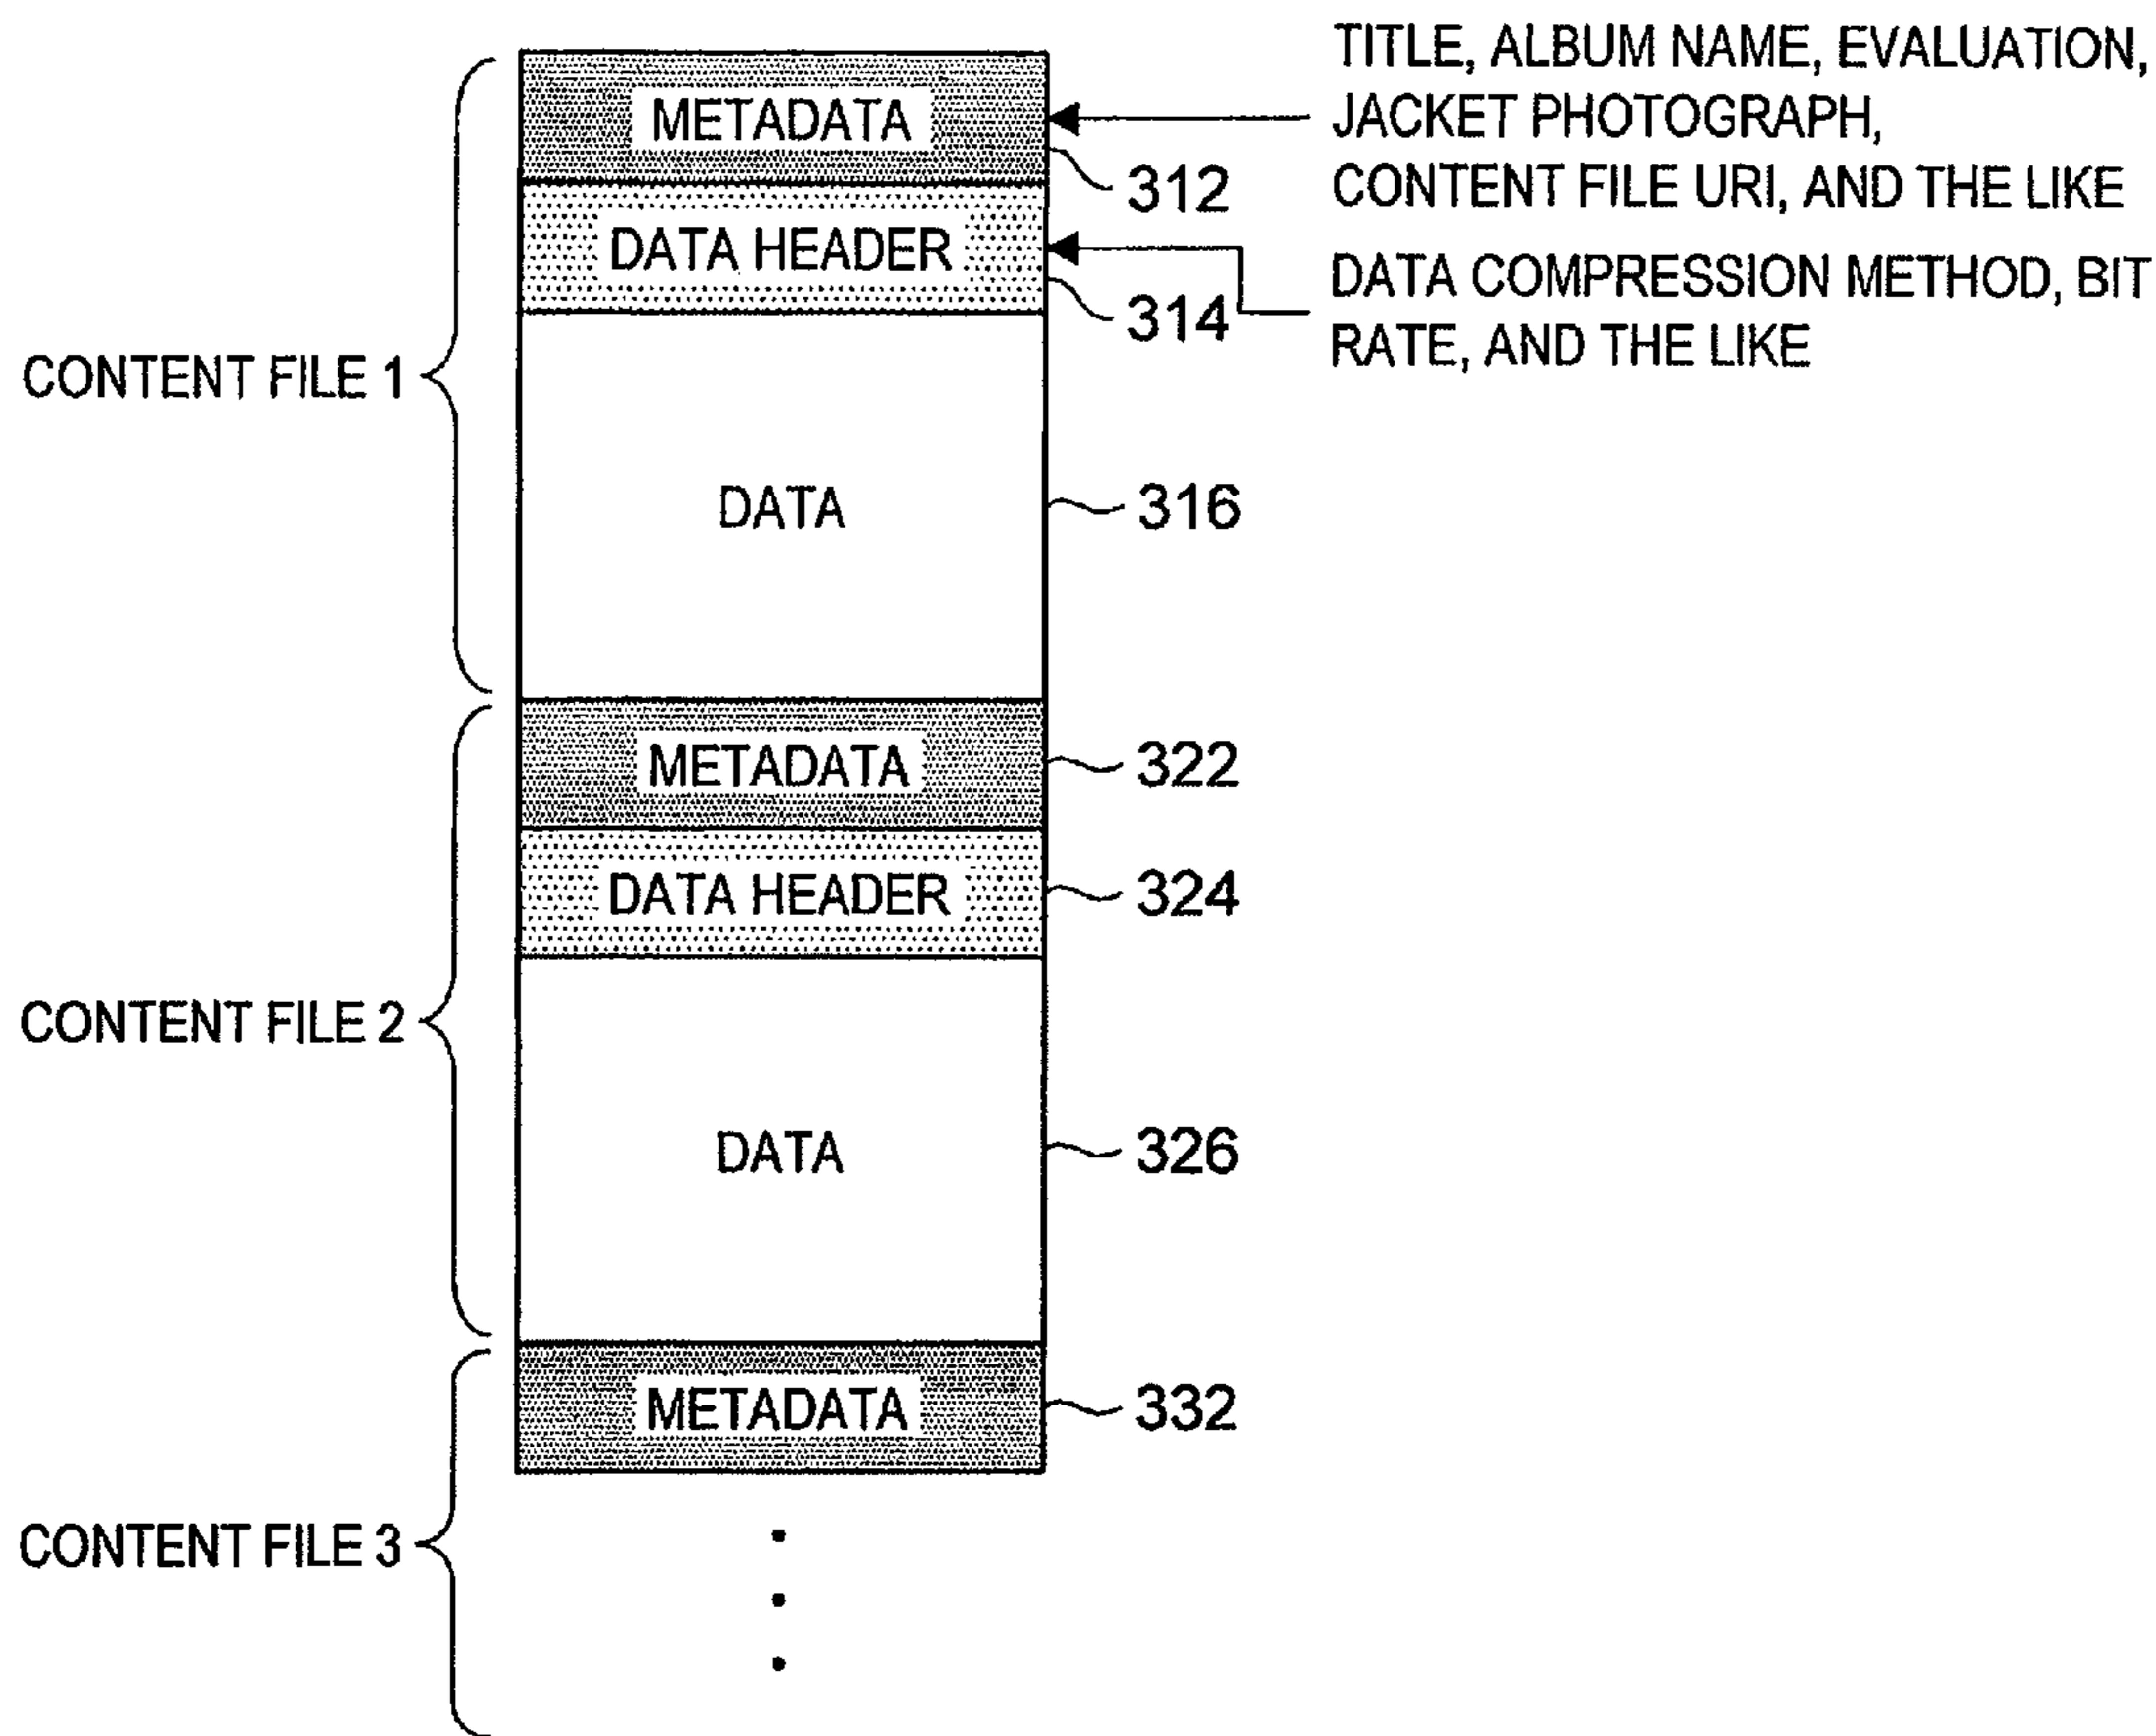 TITLE, ALBUM NAME, EVALUATION,
JACKET PHOTOGRAPH,
CONTENT FILE URI, AND THE LIKE
METADATA
312
DATA HEADER
314
DATA COMPRESSION METHOD, BIT
RATE, AND THE LIKE
CONTENT FILE 1
DATA
316
METADATA
322
DATA HEADER
324
CONTENT FILE 2
DATA
326
METADATA
332
CONTENT FILE 3